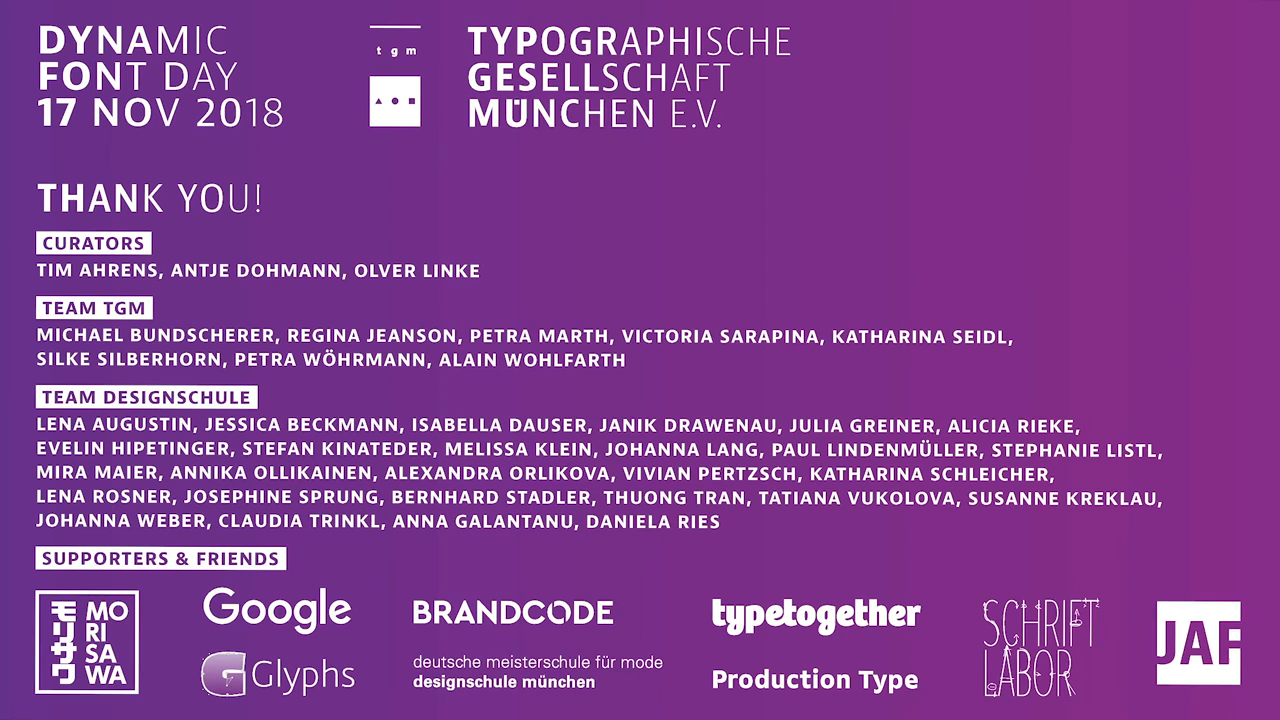 DYNAMIC
FONT DAY
17 NOV 2018
tgm
TYPOGRAPHISCHE
GESELLSCHAFT
MÜNCHEN E.V.
THANK YOU!
CURATORS
TIM AHRENS, ANTJE DOHMANN, OLVER LINKE
TEAM TGM
MICHAEL BUNDSCHERER, REGINA JEANSON, PETRA MARTH, VICTORIA SARAPINA, KATHARINA SEIDL,
SILKE SILBERHORN, PETRA WÖHRMANN, ALAIN WOHLFARTH
TEAM DESIGNSCHULE
LENA AUGUSTIN, JESSICA BECKMANN, ISABELLA DAUSER, JANIK DRAWENAU, JULIA GREINER, ALICIA RIEKE,
EVELIN HIPETINGER, STEFAN KINATEDER, MELISSA KLEIN, JOHANNA LANG, PAUL LINDENMÜLLER, STEPHANIE LISTL,
MIRA MAIER, ANNIKA OLLIKAINEN, ALEXANDRA ORLIKOVA, VIVIAN PERTZSCH, KATHARINA SCHLEICHER,
LENA ROSNER, JOSEPHINE SPRUNG, BERNHARD STADLER, THUONG TRAN, TATIANA VUKOLOVA, SUSANNE KREKLAU,
JOHANNA WEBER, CLAUDIA TRINKL, ANNA GALANTANU, DANIELA RIES
SUPPORTERS & FRIENDS
モリサワ
MO
RI
SA
WA
Google
Glyphs
BRANDCODE
deutsche meisterschule für mode
designschule münchen
typetogether
Production Type
SCHRIFT
LABOR
JAF